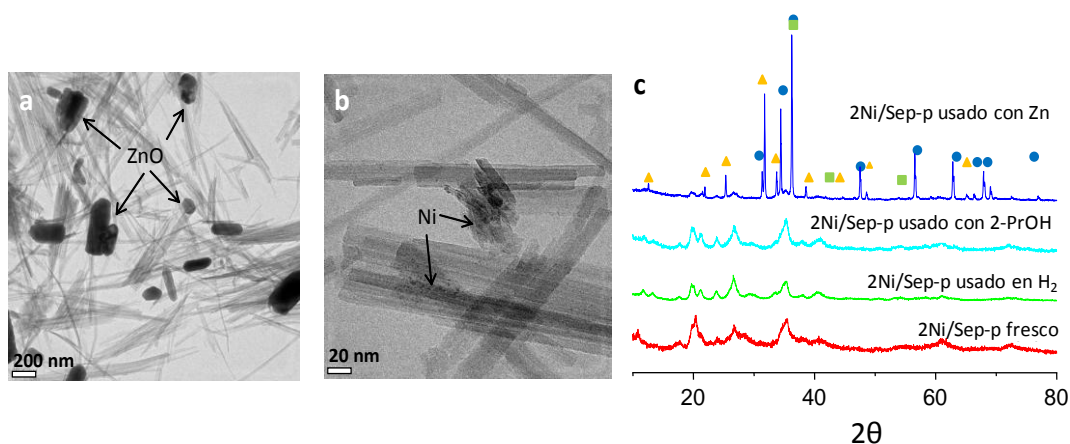 a
ZnO
200 nm
b
Ni
20 nm
c
2Ni/Sep-p usado con Zn
2Ni/Sep-p usado con 2-PrOH
2Ni/Sep-p usado en H₂
2Ni/Sep-p fresco
20 40 60 80
2θ